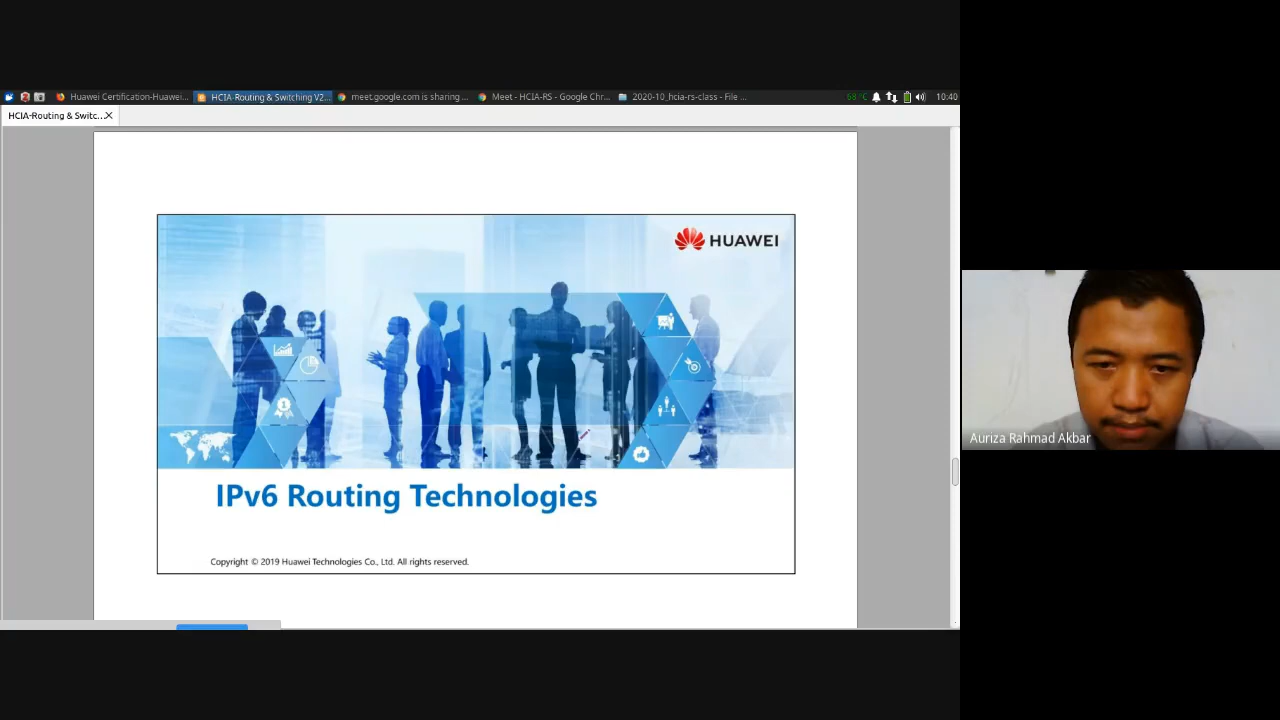 Huawei Certification-Huawei...
HCIA-Routing & Switching V2...
meet.google.com is sharing ...
Meet - HCIA-RS - Google Chr...
2020-10_hcia-rs-class - File ...
68°C
10:40
HCIA-Routing & Switc...
HUAWEI
1
IPv6 Routing Technologies
Copyright © 2019 Huawei Technologies Co., Ltd. All rights reserved.
Auriza Rahmad Akbar